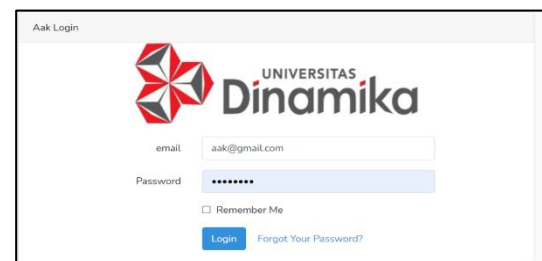 Aak Login
UNIVERSITAS
Dinamika
email aak@gmail.com
Password ••••••••
Remember Me
Login Forgot Your Password?